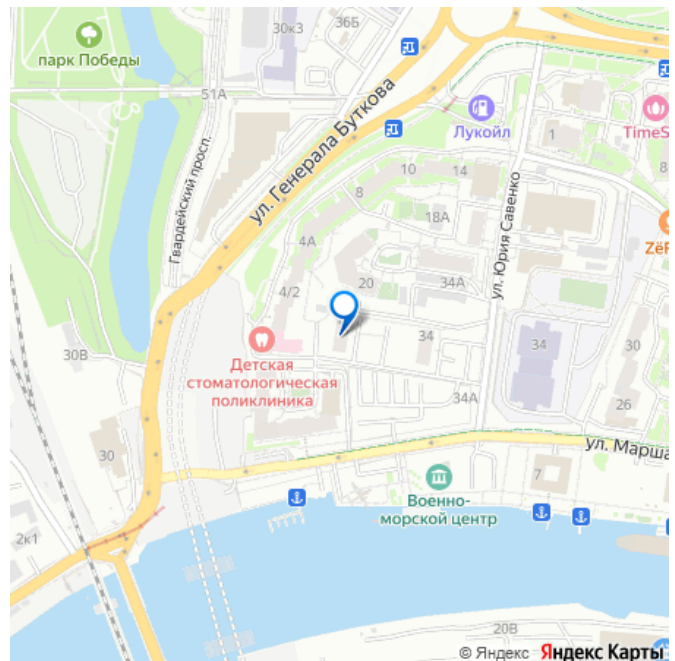 36Б
30к3
парк Победы
51А
Лукойл
1
TimeS
ул. Генерала Буткова
Гвардейский просп.
10
14
8
8
18А
ул. Юрия Савенко
4А
ZёF
20
34А
4/2
34
34
30
30В
Детская
стоматологическая
поликлиника
34А
26
30
ул. Марша
7
Военно-
морской центр
2к1
20В
© Яндекс Яндекс Карты